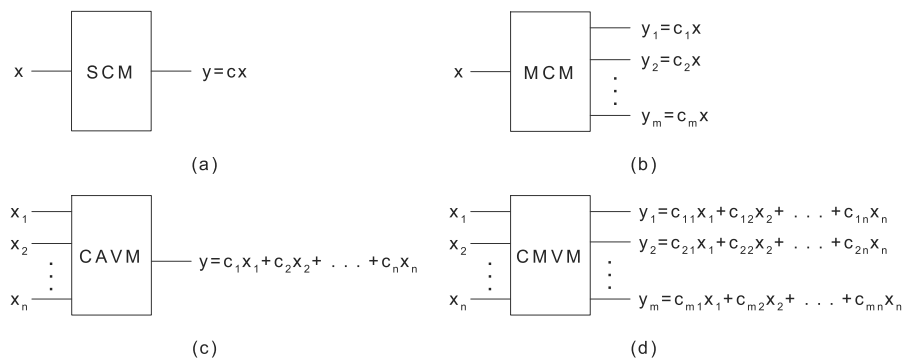 x SCM y=cx
(a)
x MCM y₁=c₁x
y₂=c₂x
yₘ=cₘx
(b)
x₁
x₂
xₙ
CAVM y=c₁x₁+c₂x₂+ . . . +cₙxₙ
(c)
x₁ y₁=c₁₁x₁+c₁₂x₂+ . . . +c₁ₙxₙ
x₂ CMVM y₂=c₂₁x₁+c₂₂x₂+ . . . +c₂ₙxₙ
xₙ yₘ=cₘ₁x₁+cₘ₂x₂+ . . . +cₘₙxₙ
(d)